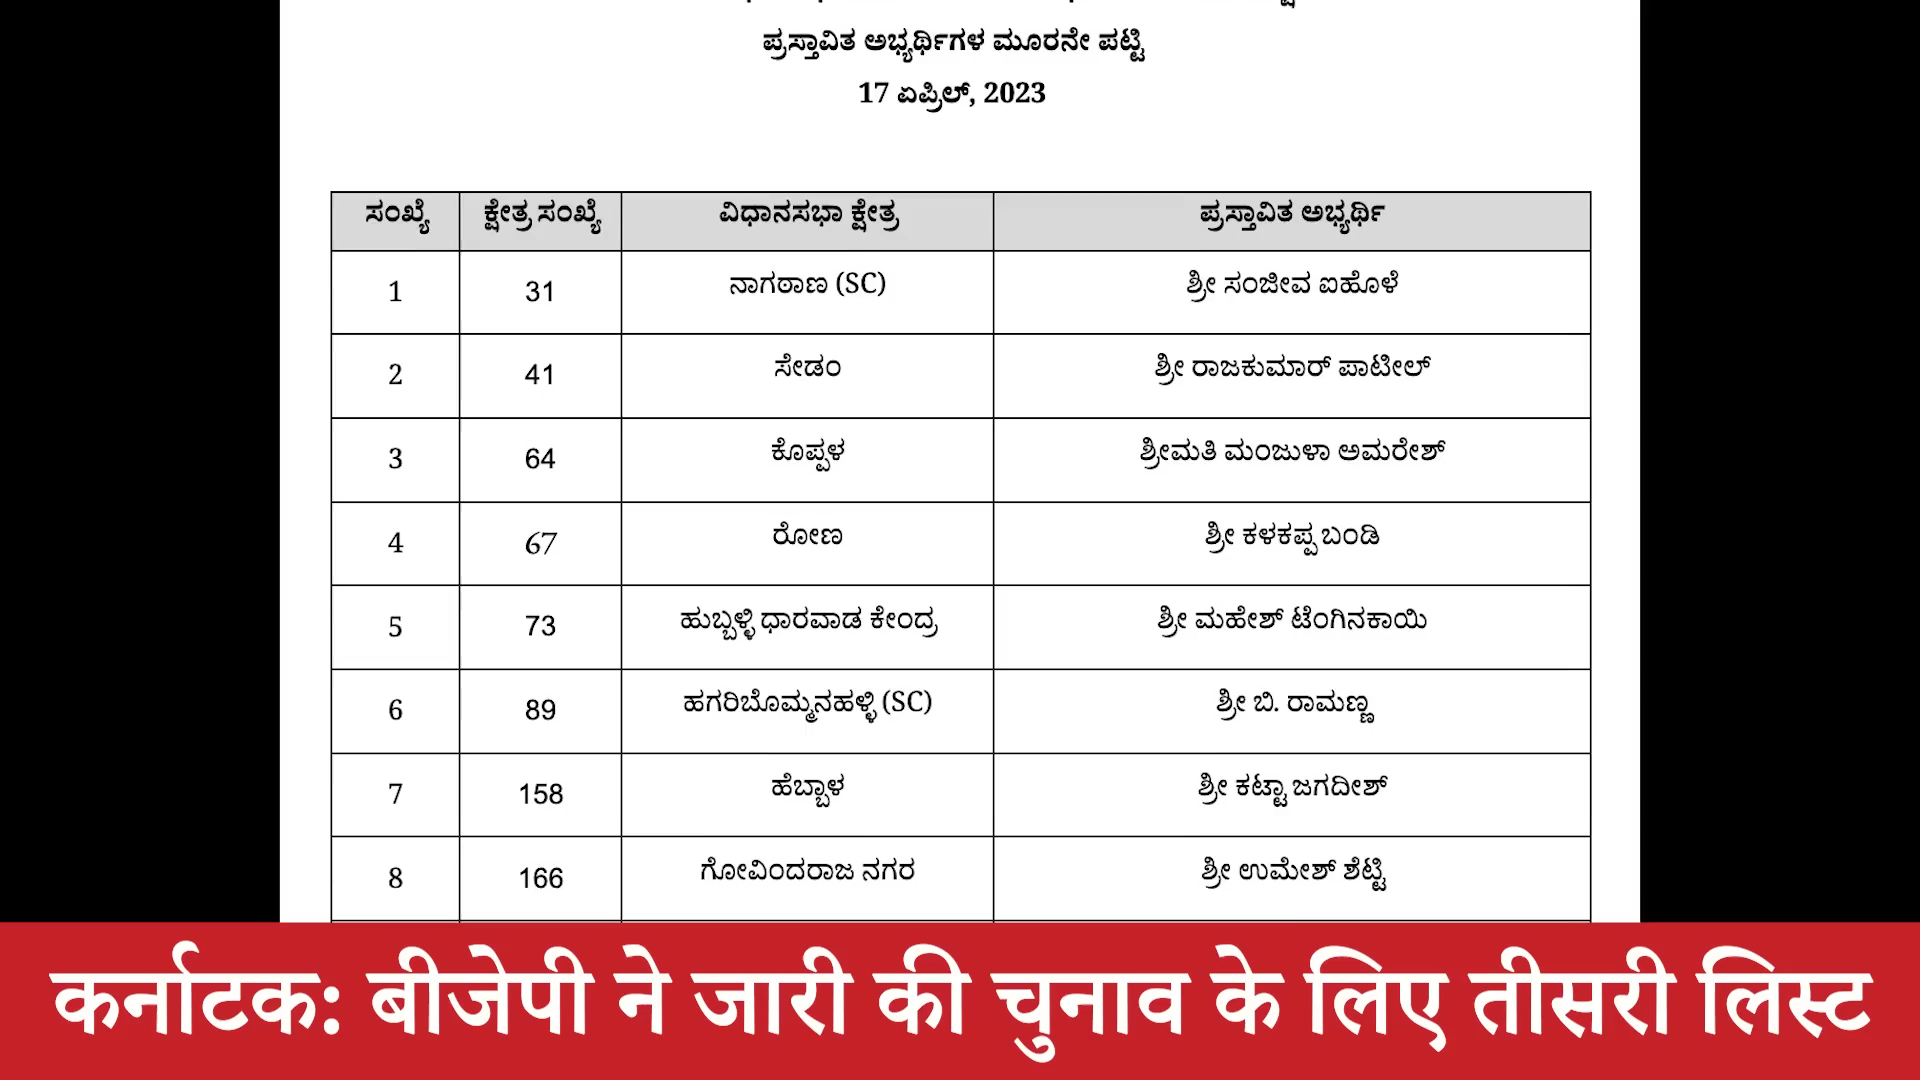 ಪ್ರಸ್ತಾವಿತ ಅಭ್ಯರ್ಥಿಗಳ ಮೂರನೇ ಪಟ್ಟಿ
17 ಏಪ್ರಿಲ್, 2023
ಸಂಖ್ಯೆ ಕ್ಷೇತ್ರ ಸಂಖ್ಯೆ ವಿಧಾನಸಭಾ ಕ್ಷೇತ್ರ ಪ್ರಸ್ತಾವಿತ ಅಭ್ಯರ್ಥಿ
1 31 ನಾಗಠಾಣ (SC) ಶ್ರೀ ಸಂಜೀವ ಐಹೊಳೆ
2 41 ಸೇಡಂ ಶ್ರೀ ರಾಜಕುಮಾರ್ ಪಾಟೀಲ್
3 64 ಕೊಪ್ಪಳ ಶ್ರೀಮತಿ ಮಂಜುಳಾ ಅಮರೇಶ್
4 67 ರೋಣ ಶ್ರೀ ಕಳಕಪ್ಪ ಬಂಡಿ
5 73 ಹುಬ್ಬಳ್ಳಿ ಧಾರವಾಡ ಕೇಂದ್ರ ಶ್ರೀ ಮಹೇಶ್ ಟೆಂಗಿನಕಾಯಿ
6 89 ಹಗರಿಬೊಮ್ಮನಹಳ್ಳಿ (SC) ಶ್ರೀ ಬಿ. ರಾಮಣ್ಣ
7 158 ಹೆಬ್ಬಾಳ ಶ್ರೀ ಕಟ್ಟಾ ಜಗದೀಶ್
8 166 ಗೋವಿಂದರಾಜ ನಗರ ಶ್ರೀ ಉಮೇಶ್ ಶೆಟ್ಟಿ
कर्नाटक: बीजेपी ने जारी की चुनाव के लिए तीसरी लिस्ट